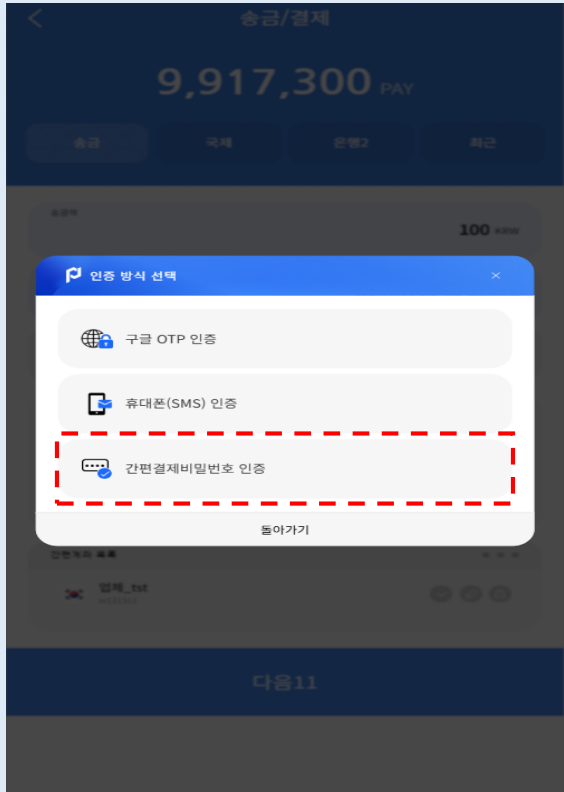 송금/결제
9,917,300 PAY
송금 국제 은행2 최근
송금액
100 KRW
인증 방식 선택
구글 OTP 인증
휴대폰(SMS) 인증
간편결제비밀번호 인증
돌아가기
간편계좌 목록
업체_tst
다음11